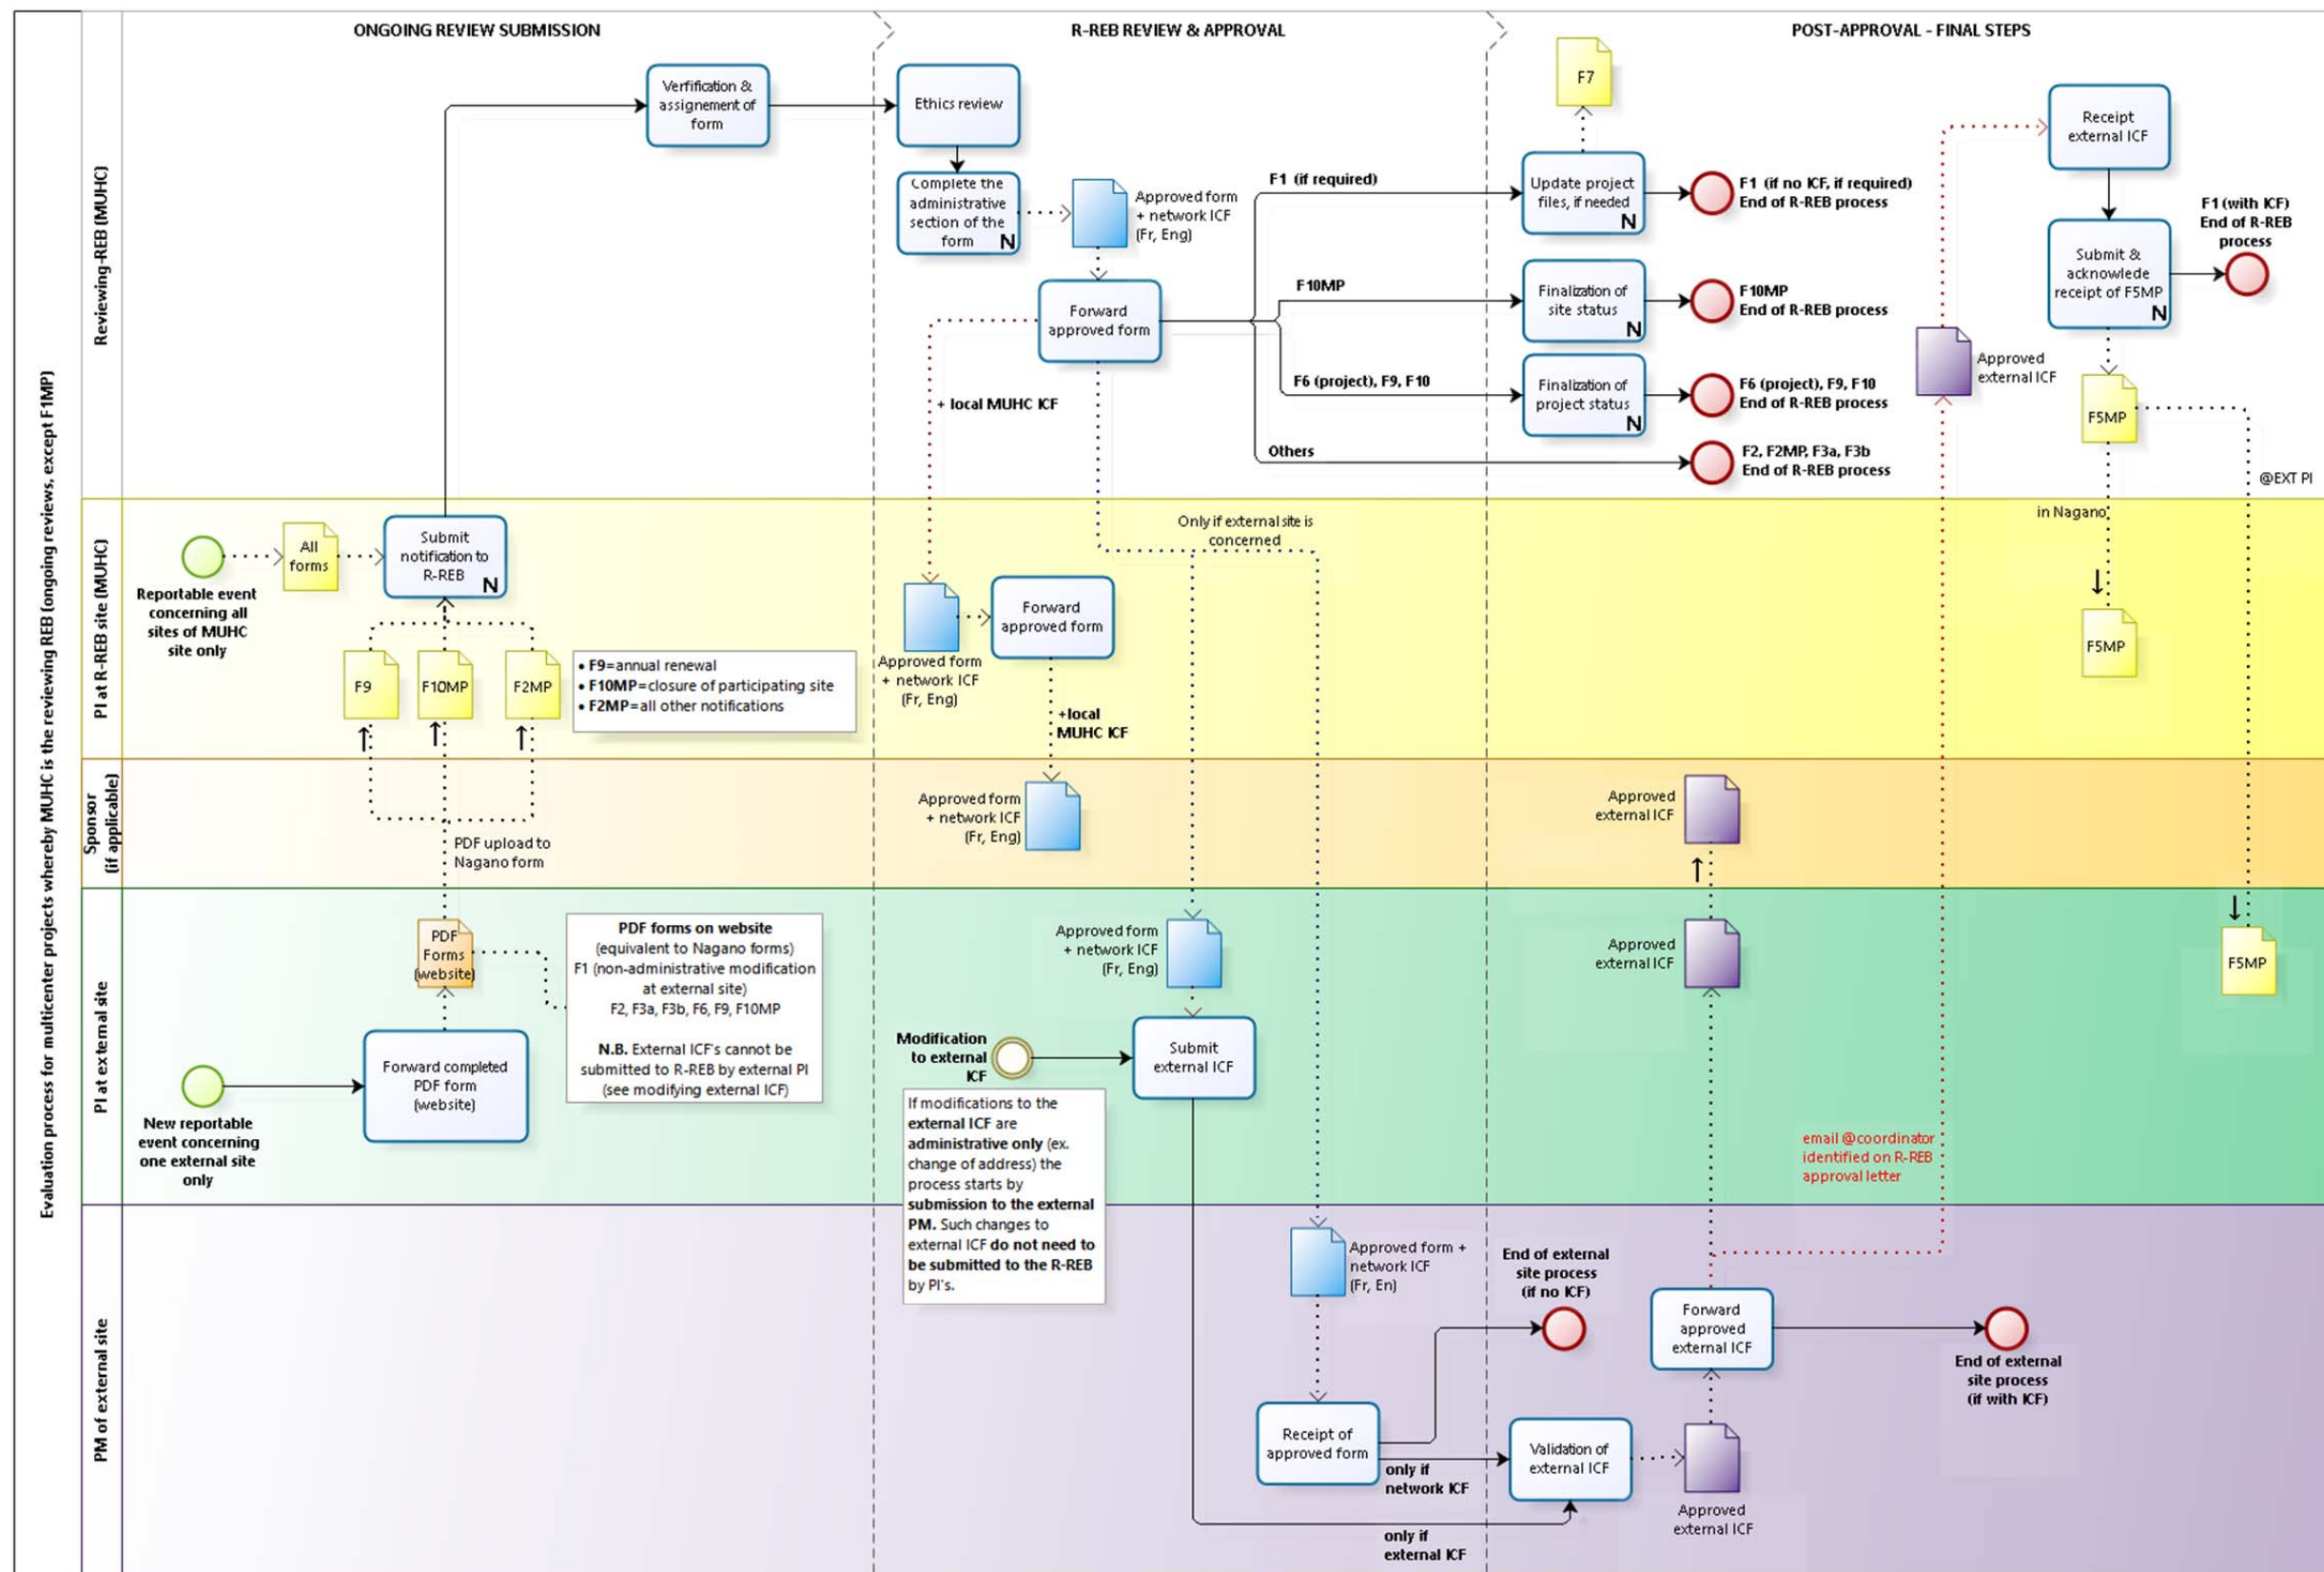 ONGOING REVIEW SUBMISSION
R-REB REVIEW & APPROVAL
POST-APPROVAL - FINAL STEPS
Evaluation process for multicenter projects whereby MUHC is the reviewing REB (ongoing reviews, except F1MP)
Reviewing-REB (MUHC)
Verfification &
assignement of
form
Ethics review
Complete the
administrative
section of the
form
N
Approved form
+ network ICF
(Fr, Eng)
Forward
approved form
+ local MUHC ICF
F1 (if required)
F10MP
F6 (project), F9, F10
Others
F7
Update project
files, if needed
N
F1 (if no ICF, if required)
End of R-REB process
Finalization of
site status
N
F10MP
End of R-REB process
Finalization of
project status
N
F6 (project), F9, F10
End of R-REB process
F2, F2MP, F3a, F3b
End of R-REB process
Receipt
external ICF
Submit &
acknowlede
receipt of F5MP
N
F1 (with ICF)
End of R-REB
process
Approved
external ICF
F5MP
@EXT PI
in Nagano
PI at R-REB site (MUHC)
Reportable event
concerning all
sites of MUHC
site only
All
forms
Submit
notification to
R-REB
N
F9
F10MP
F2MP
• F9=annual renewal
• F10MP=closure of participating site
• F2MP=all other notifications
Approved form
+ network ICF
(Fr, Eng)
Forward
approved form
+local
MUHC ICF
Only if external site is
concerned
F5MP
Sponsor
(if applicable)
PDF upload to
Nagano form
Approved form
+ network ICF
(Fr, Eng)
Approved
external ICF
PI at external site
New reportable
event concerning
one external site
only
Forward completed
PDF form
(website)
PDF
Forms
(website)
PDF forms on website
(equivalent to Nagano forms)
F1 (non-administrative modification
at external site)
F2, F3a, F3b, F6, F9, F10MP
N.B. External ICF's cannot be
submitted to R-REB by external PI
(see modifying external ICF)
Approved form
+ network ICF
(Fr, Eng)
Modification
to external
ICF
Submit
external ICF
If modifications to the
external ICF are
administrative only (ex.
change of address) the
process starts by
submission to the external
PM. Such changes to
external ICF do not need to
be submitted to the R-REB
by PI's.
Approved
external ICF
email @coordinator
identified on R-REB
approval letter
F5MP
PM of external site
Approved form +
network ICF
(Fr, En)
Receipt of
approved form
only if
network ICF
only if
external ICF
End of external
site process
(if no ICF)
Validation of
external ICF
Approved
external ICF
Forward
approved
external ICF
End of external
site process
(if with ICF)